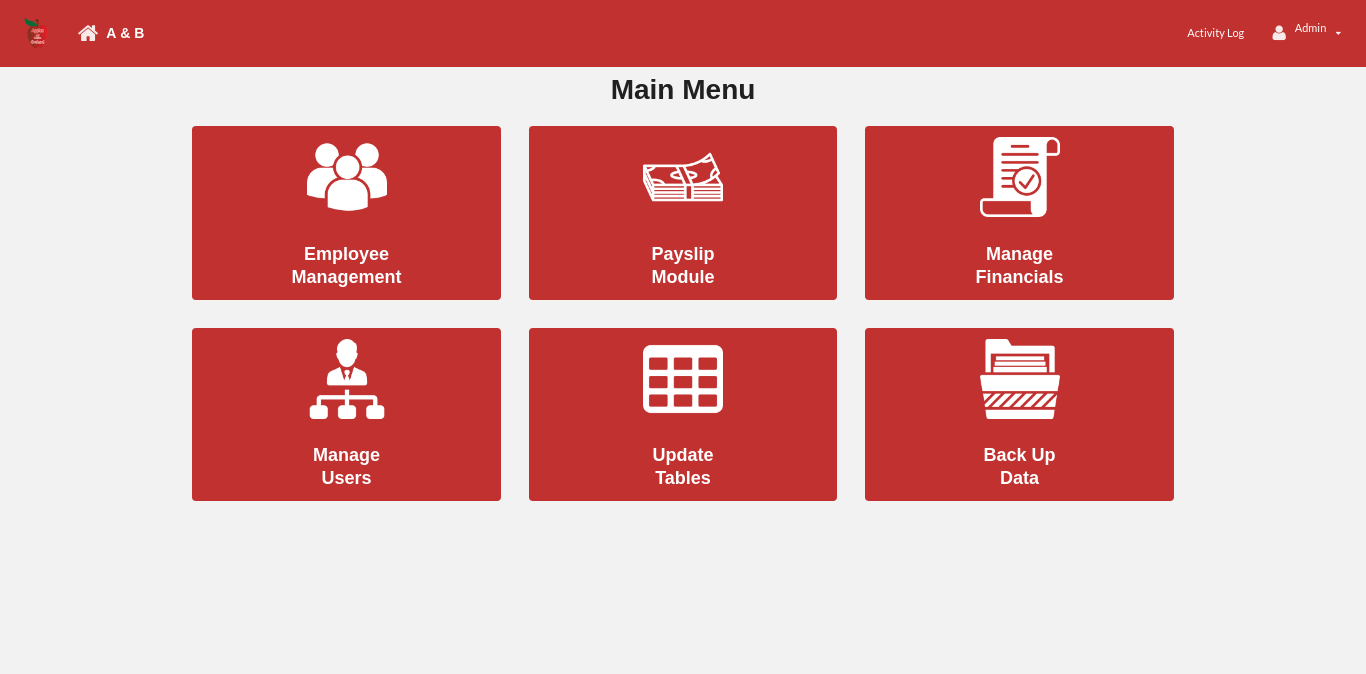 A & B
Activity Log
Admin
Main Menu
Employee
Management
Payslip
Module
Manage
Financials
Manage
Users
Update
Tables
Back Up
Data